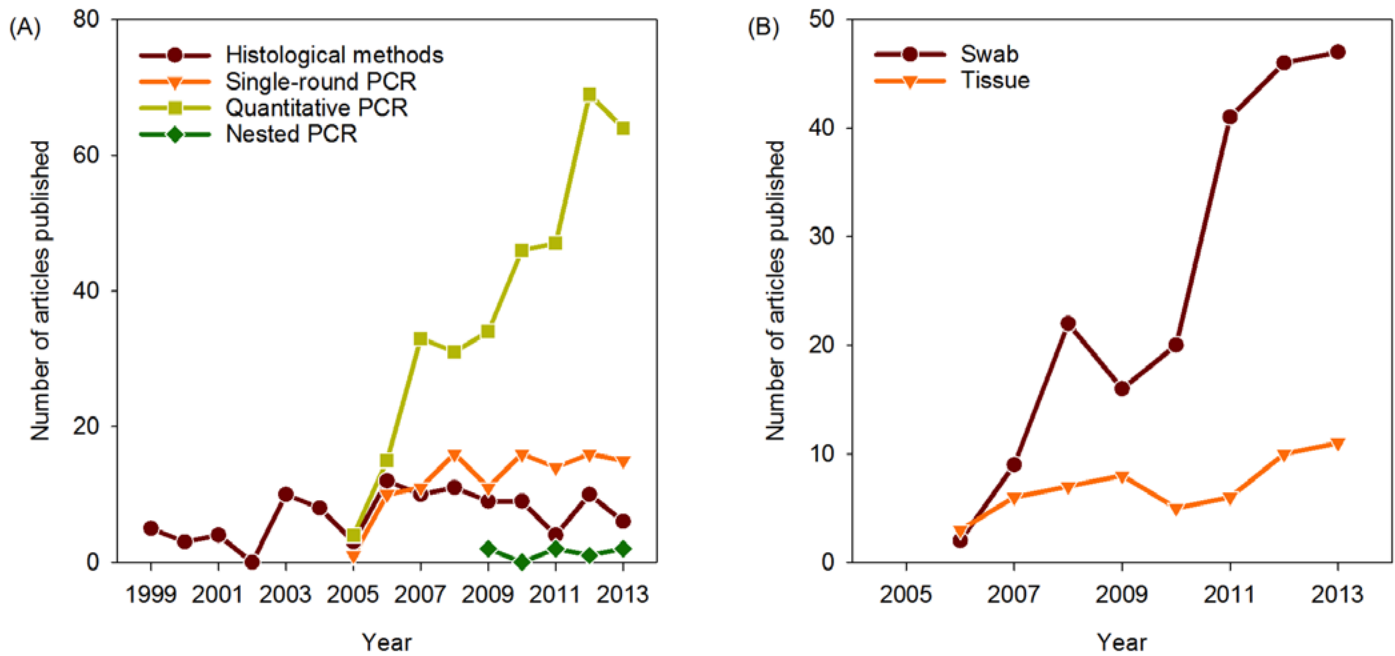 (A)
Number of articles published
80
60
40
20
0
Histological methods
Single-round PCR
Quantitative PCR
Nested PCR
1999 2001 2003 2005 2007 2009 2011 2013
Year
(B)
Number of articles published
50
40
30
20
10
0
Swab
Tissue
2005 2007 2009 2011 2013
Year